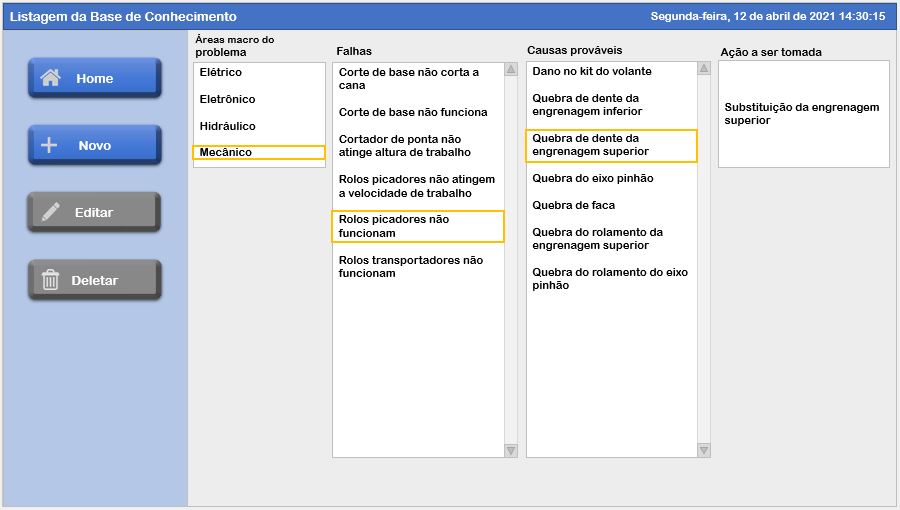 Listagem da Base de Conhecimento
Segunda-feira, 12 de abril de 2021 14:30:15
Home
Novo
Editar
Deletar
Áreas macro do
problema
Elétrico
Eletrônico
Hidráulico
Mecânico
Falhas
Corte de base não corta a
cana
Corte de base não funciona
Cortador de ponta não
atinge altura de trabalho
Rolos picadores não atingem
a velocidade de trabalho
Rolos picadores não
funcionam
Rolos transportadores não
funcionam
Causas prováveis
Dano no kit do volante
Quebra de dente da
engrenagem inferior
Quebra de dente da
engrenagem superior
Quebra do eixo pinhão
Quebra de faca
Quebra do rolamento da
engrenagem superior
Quebra do rolamento do eixo
pinhão
Ação a ser tomada
Substituição da engrenagem
superior